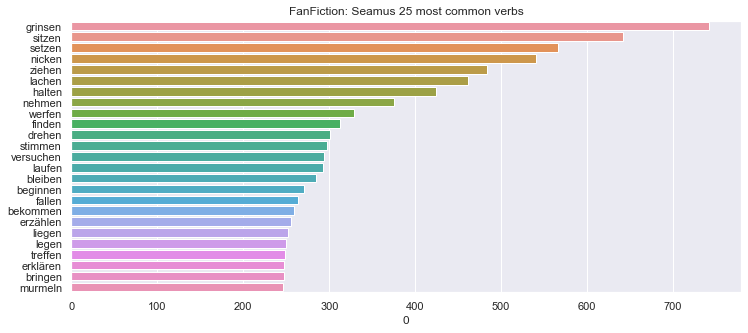 FanFiction: Seamus 25 most common verbs
grinsen
sitzen
setzen
nicken
ziehen
lachen
halten
nehmen
werfen
finden
drehen
stimmen
versuchen
laufen
bleiben
beginnen
fallen
bekommen
erzählen
liegen
legen
treffen
erklären
bringen
murmeln
0 100 200 300 400 500 600 700
0